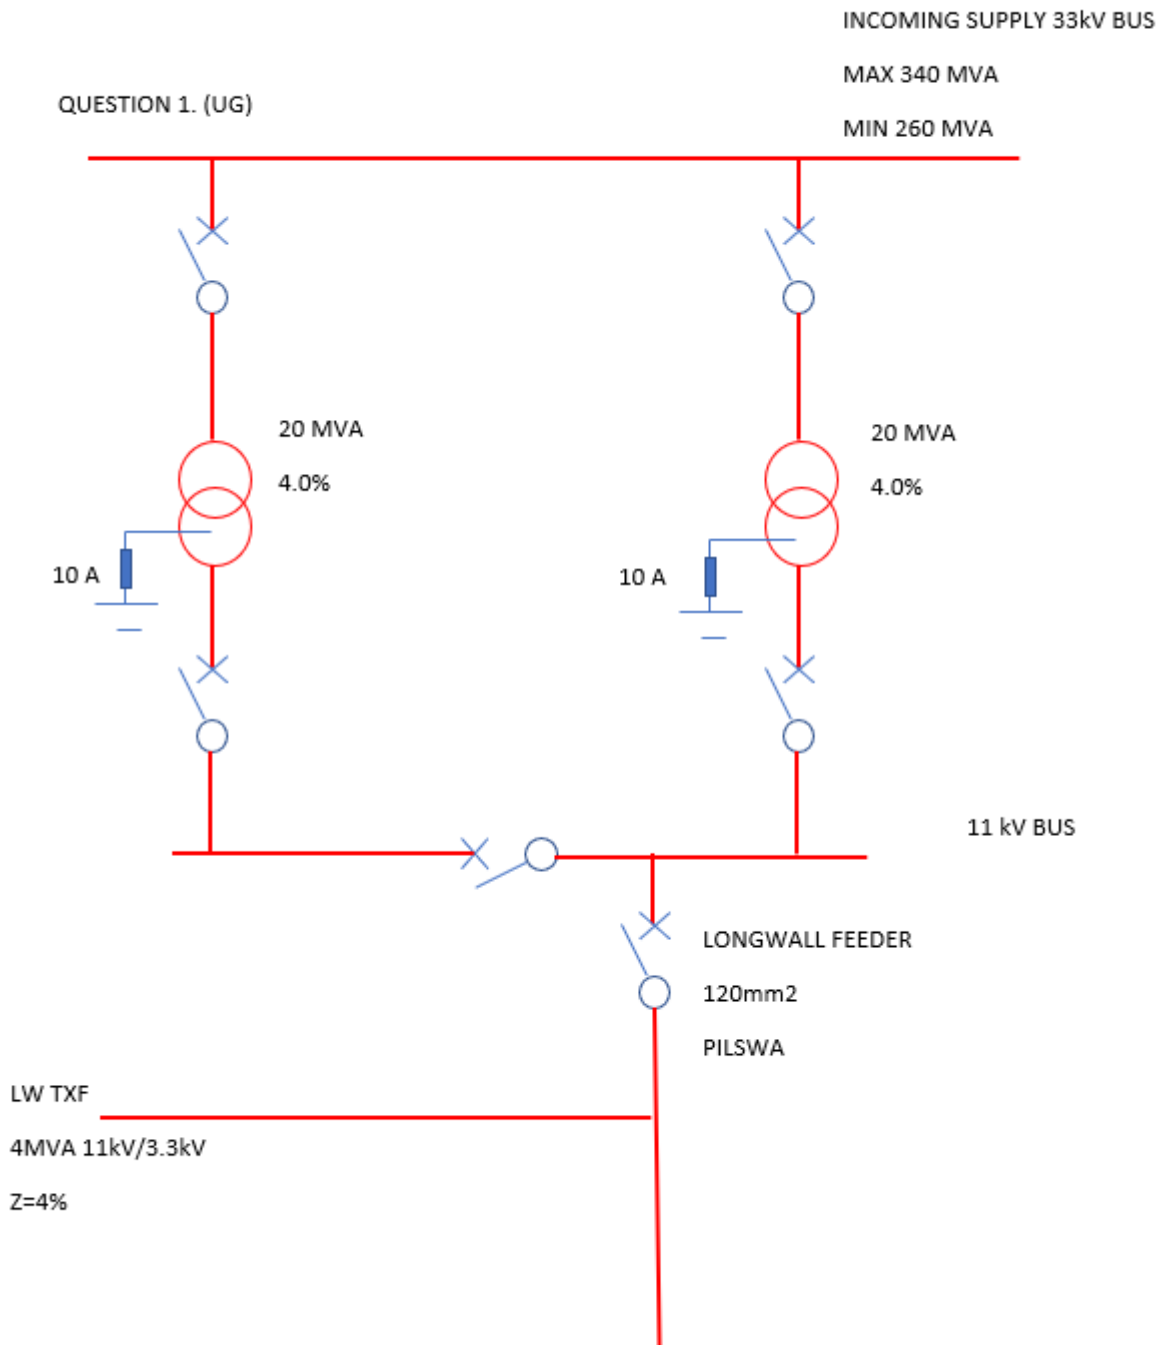 INCOMING SUPPLY 33kV BUS
MAX 340 MVA
MIN 260 MVA
QUESTION 1. (UG)
20 MVA
4.0%
10 A
20 MVA
4.0%
10 A
11 kV BUS
LONGWALL FEEDER
120mm2
PILSWA
LW TXF
4MVA 11kV/3.3kV
Z=4%